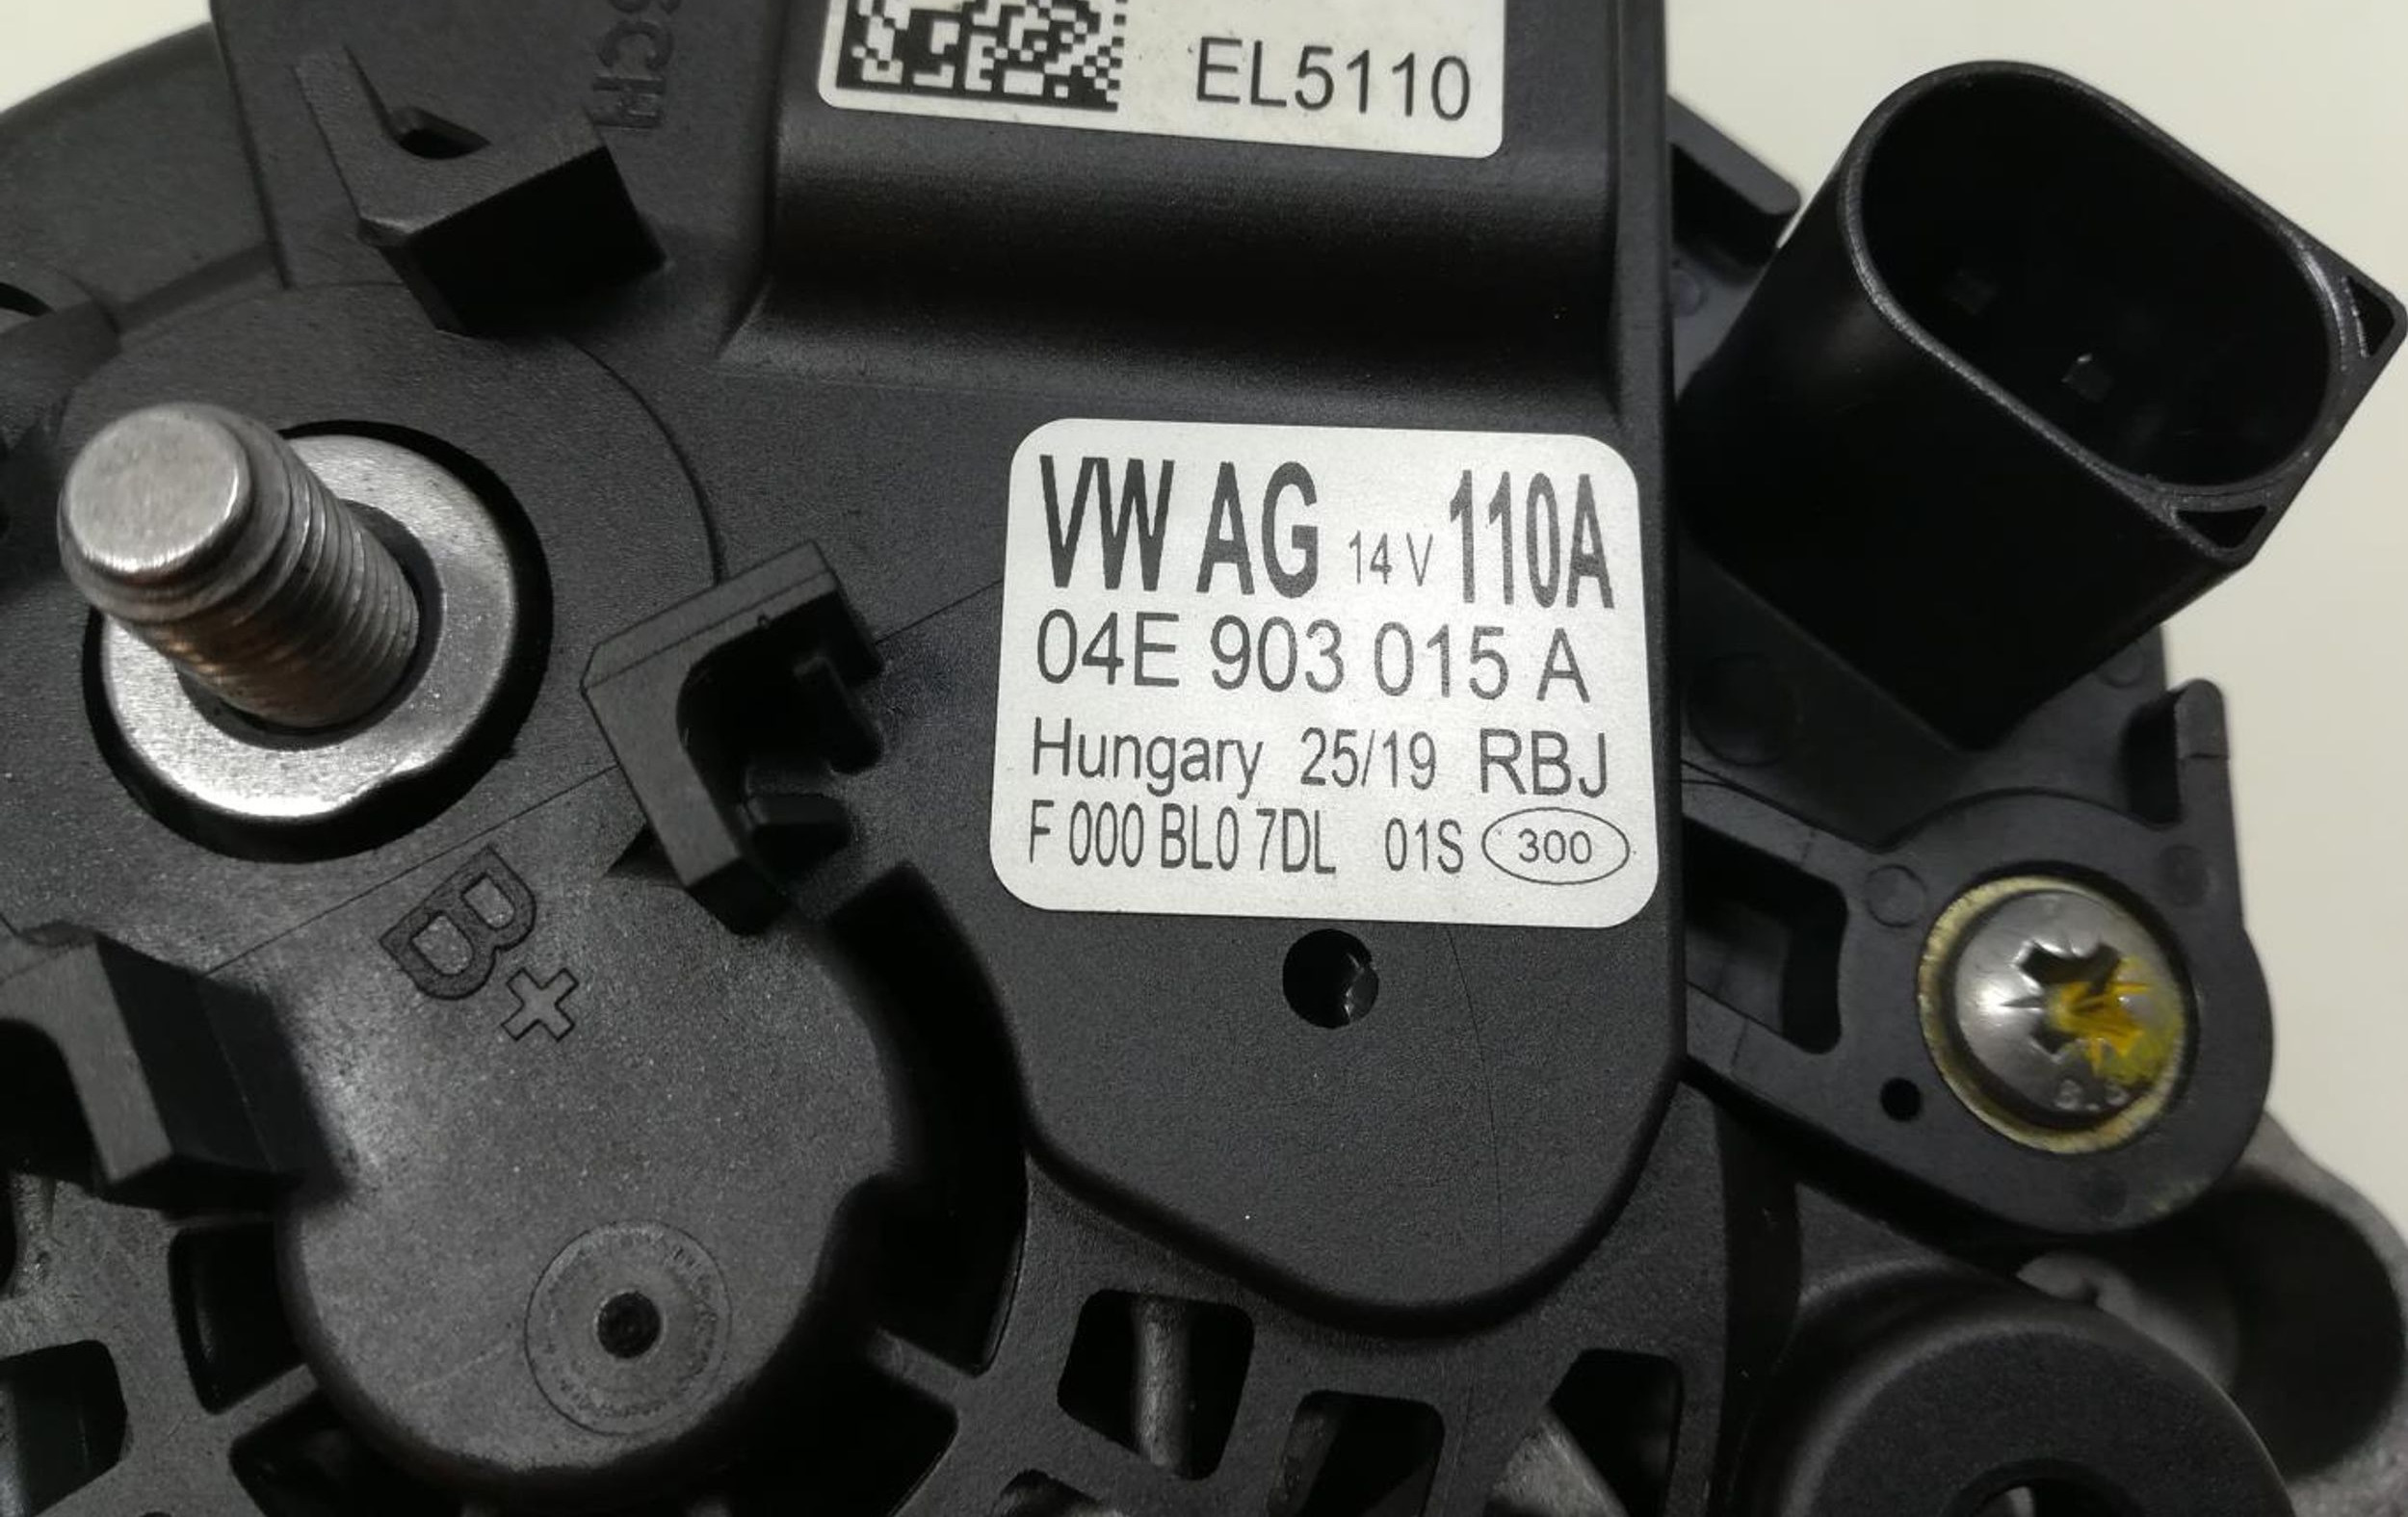 EL5110
VW AG 14 V 110A
04E 903 015 A
Hungary 25/19 RBJ
F 000 BL0 7DL 01S 300
B+